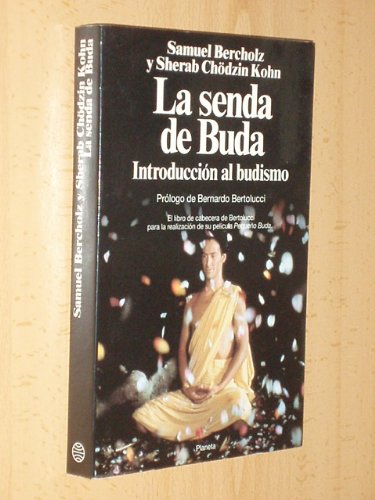 Samuel Bercholz
y Sherab Chödzin Kohn
La senda
de Buda
Introducción al budismo
Prólogo de Bernardo Bertolucci
El libro de cabecera de Bertolucci
para la realización de su película Pequeño Buda.
Planeta
Samuel Bercholz y Sherab Chödzin Kohn
La senda de Buda